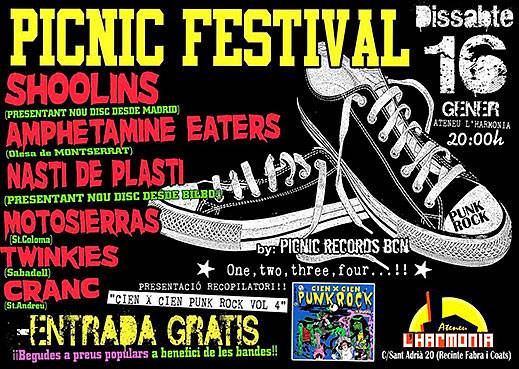 PICNIC FESTIVAL
Dissabte
16
GENER
ATENEU L'HARMONIA
20:00h
SHOOLINS
(PRESENTANT NOU DISC DESDE MADRID)
AMPHETAMINE EATERS
(Olesa de MONTSERRAT)
NASTI DE PLASTI
(PRESENTANT NOU DISC DESDE BILBO)
MOTOSIERRAS
(St.Coloma)
TWINKIES
(Sabadell)
CRANC
(St.Andreu)
PUNK
ROCK
by: PICNIC RECORDS BCN
One,two,three,four...!!
PRESENTACIÓ RECOPILATORI!!
"CIEN X CIEN PUNK ROCK VOL 4"
CIEN X CIEN
PUNK ROCK
-ENTRADA GRATIS
¡¡Begudes a preus populars a benefici de les bandes!!
Ateneu
L'HARMONIA
C/Sant Adrià 20 (Recinte Fabra i Coats)